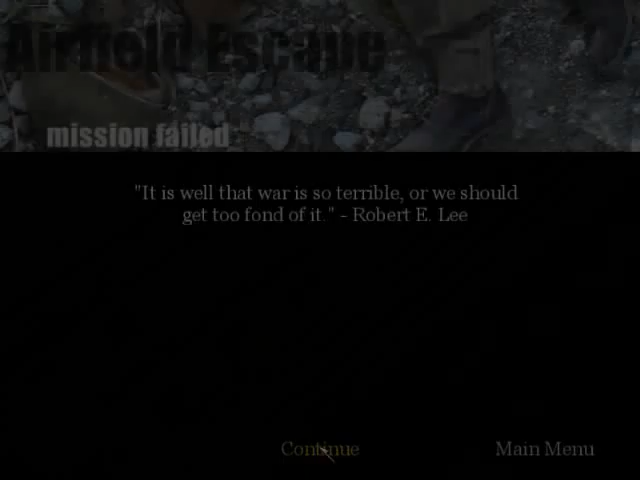 Airfield Escape
mission failed
"It is well that war is so terrible, or we should
get too fond of it." - Robert E. Lee
Continue
Main Menu